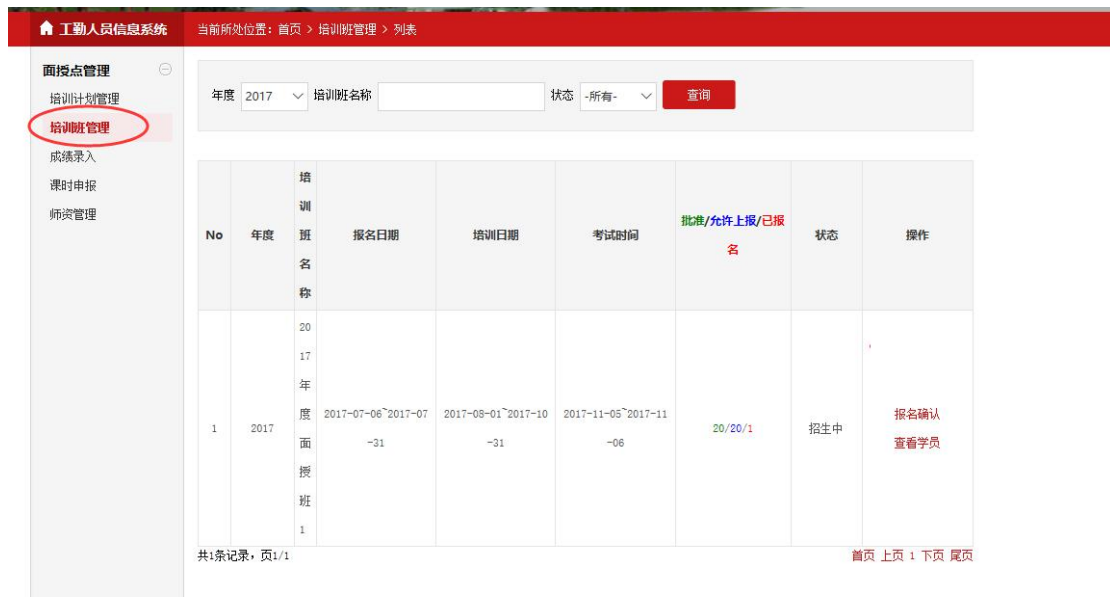 工勤人员信息系统
当前所处位置：首页 > 培训班管理 > 列表
面授点管理
培训计划管理
培训班管理
成绩录入
课时申报
师资管理
年度 2017 培训班名称 状态 -所有- 查询
No 年度 培训班名称 报名日期 培训日期 考试时间 批准/允许上报/已报名 状态 操作
1 2017 2017年度面授班1 2017-07-06~2017-07-31 2017-08-01~2017-10-31 2017-11-05~2017-11-06 20/20/1 招生中 报名确认
查看学员
共1条记录，页1/1
首页 上页 1 下页 尾页